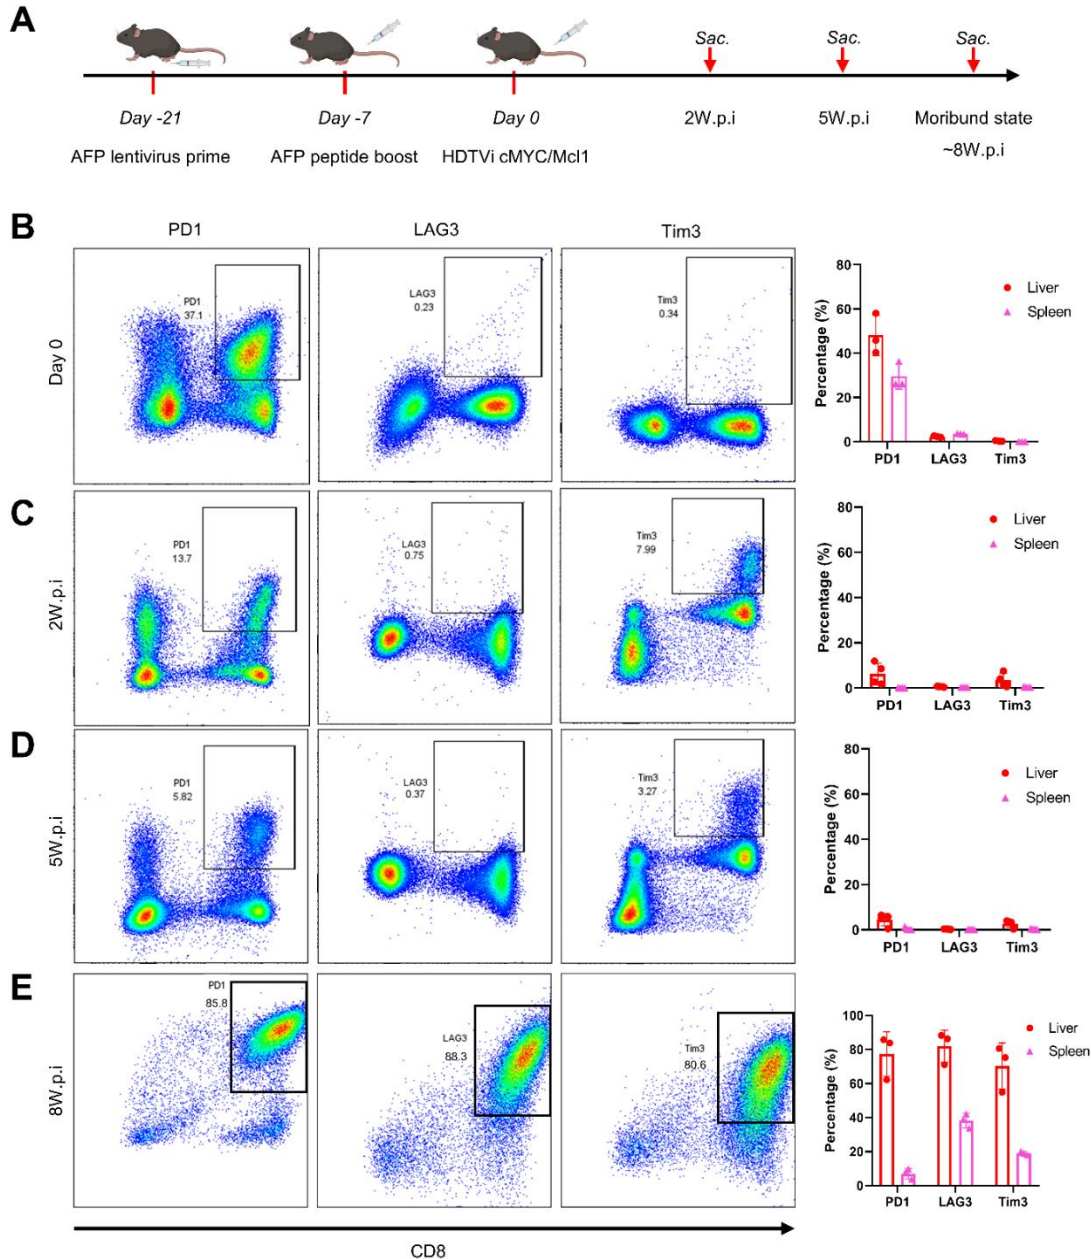 A
Sac. Sac. Sac.
Day -21 Day -7 Day 0 2W.p.i 5W.p.i Moribund state
AFP lentivirus prime AFP peptide boost HDTVi cMYC/Mcl1 ~8W.p.i
B
PD1 LAG3 Tim3
Day 0
PD1
37.1
LAG3
0.23
Tim3
0.34
Percentage (%)
80
60
40
20
0
Liver
Spleen
PD1 LAG3 Tim3
C
2W.p.i
PD1
13.7
LAG3
0.75
Tim3
7.99
Percentage (%)
80
60
40
20
0
Liver
Spleen
PD1 LAG3 Tim3
D
5W.p.i
PD1
5.82
LAG3
0.37
Tim3
3.27
Percentage (%)
80
60
40
20
0
Liver
Spleen
PD1 LAG3 Tim3
E
8W.p.i
PD1
85.8
LAG3
88.3
Tim3
80.6
Percentage (%)
100
80
60
40
20
0
Liver
Spleen
PD1 LAG3 Tim3
CD8